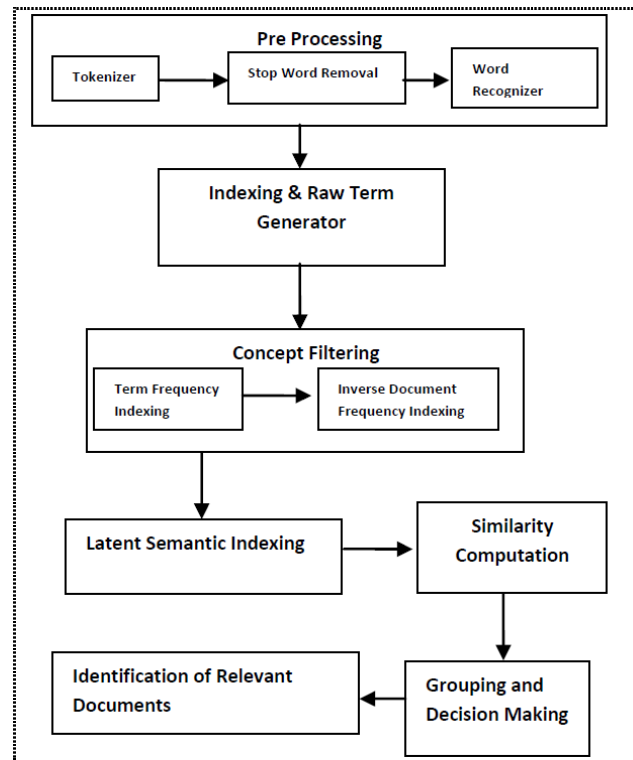 Pre Processing
Tokenizer
Stop Word Removal
Word
Recognizer
Indexing & Raw Term
Generator
Concept Filtering
Term Frequency
Indexing
Inverse Document
Frequency Indexing
Latent Semantic Indexing
Similarity
Computation
Identification of Relevant
Documents
Grouping and
Decision Making